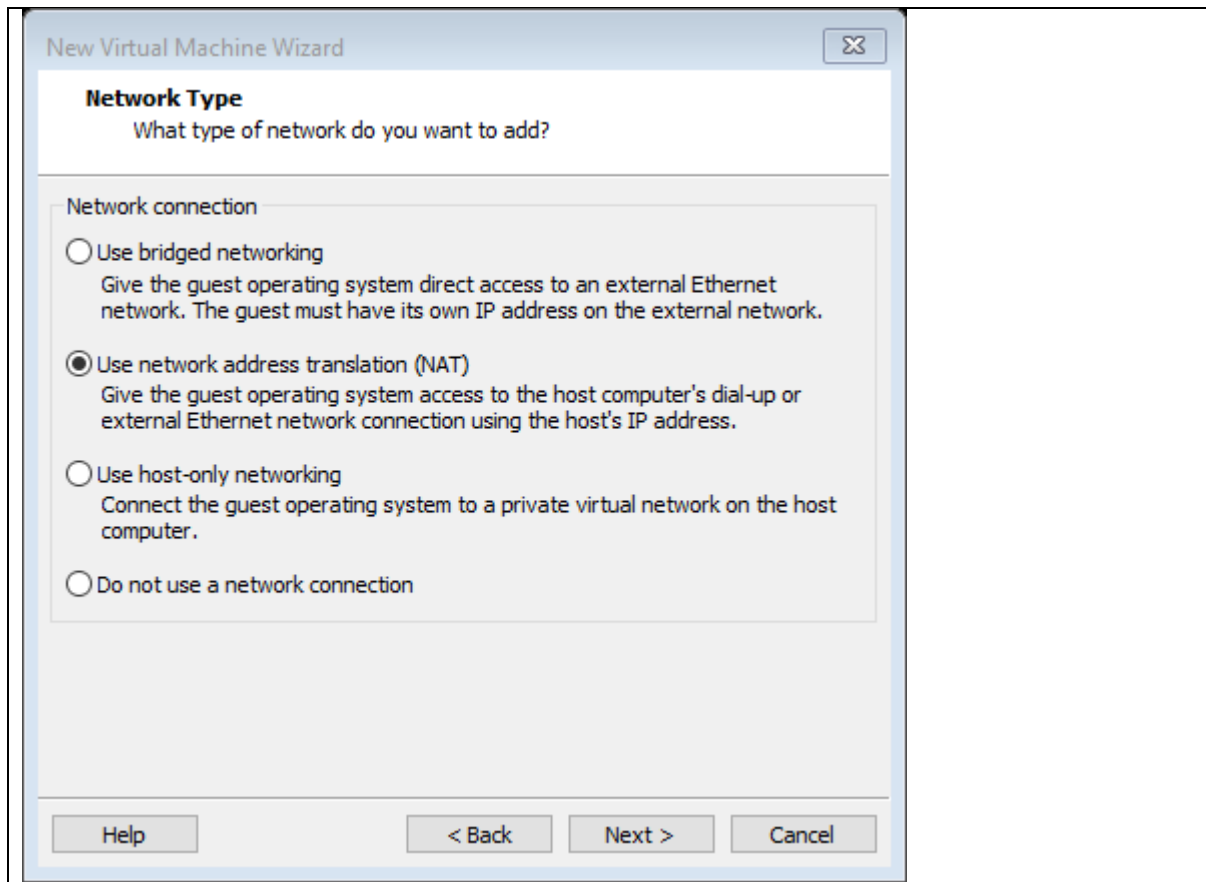 New Virtual Machine Wizard
Network Type
What type of network do you want to add?
Network connection
Use bridged networking
Give the guest operating system direct access to an external Ethernet
network. The guest must have its own IP address on the external network.
Use network address translation (NAT)
Give the guest operating system access to the host computer's dial-up or
external Ethernet network connection using the host's IP address.
Use host-only networking
Connect the guest operating system to a private virtual network on the host
computer.
Do not use a network connection
Help
< Back
Next >
Cancel